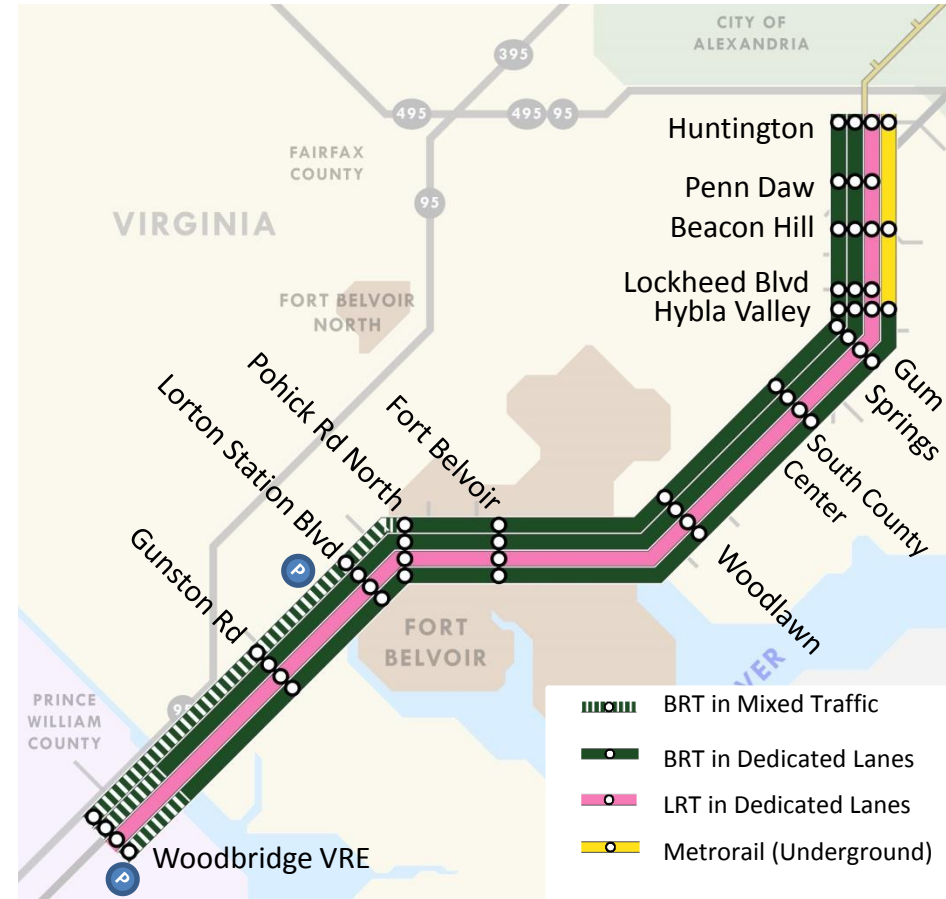 CITY OF
ALEXANDRIA
395
495
495
95
Huntington
FAIRFAX
COUNTY
Penn Daw
95
VIRGINIA
Beacon Hill
Lockheed Blvd
Hybla Valley
FORT BELVOIR
NORTH
Gum
Springs
Pohick Rd North
Fort Belvoir
Lorton Station Blvd
South County
Center
Gunston Rd
Woodlawn
P
FORT
BELVOIR
VER
PRINCE
WILLIAM
COUNTY
95
BRT in Mixed Traffic
BRT in Dedicated Lanes
LRT in Dedicated Lanes
Metrorail (Underground)
Woodbridge VRE
P